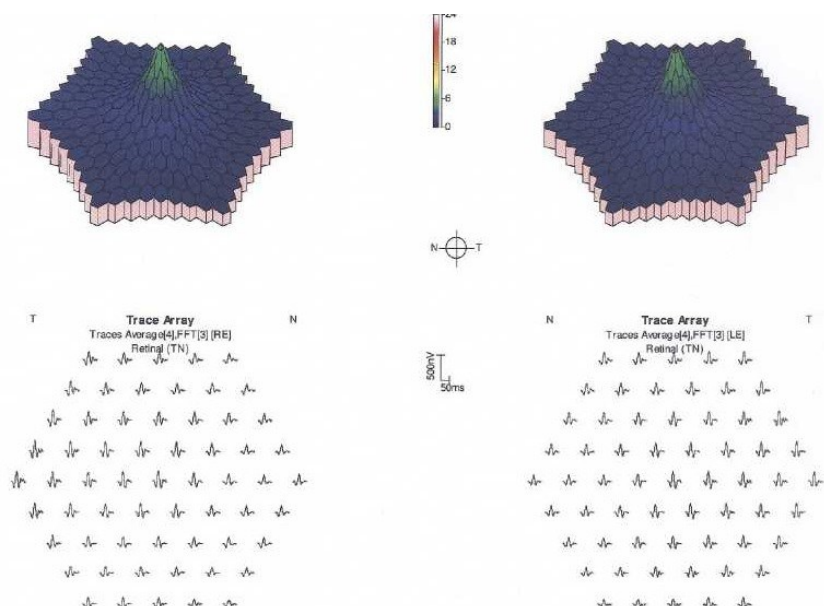 24
18
12
6
0
N T
T Trace Array N
Traces Average[4],FFT[3] [RE]
Retinal (TN)
N Trace Array T
Traces Average[4],FFT[3] [LE]
Retinal (TN)
500nV
50ms